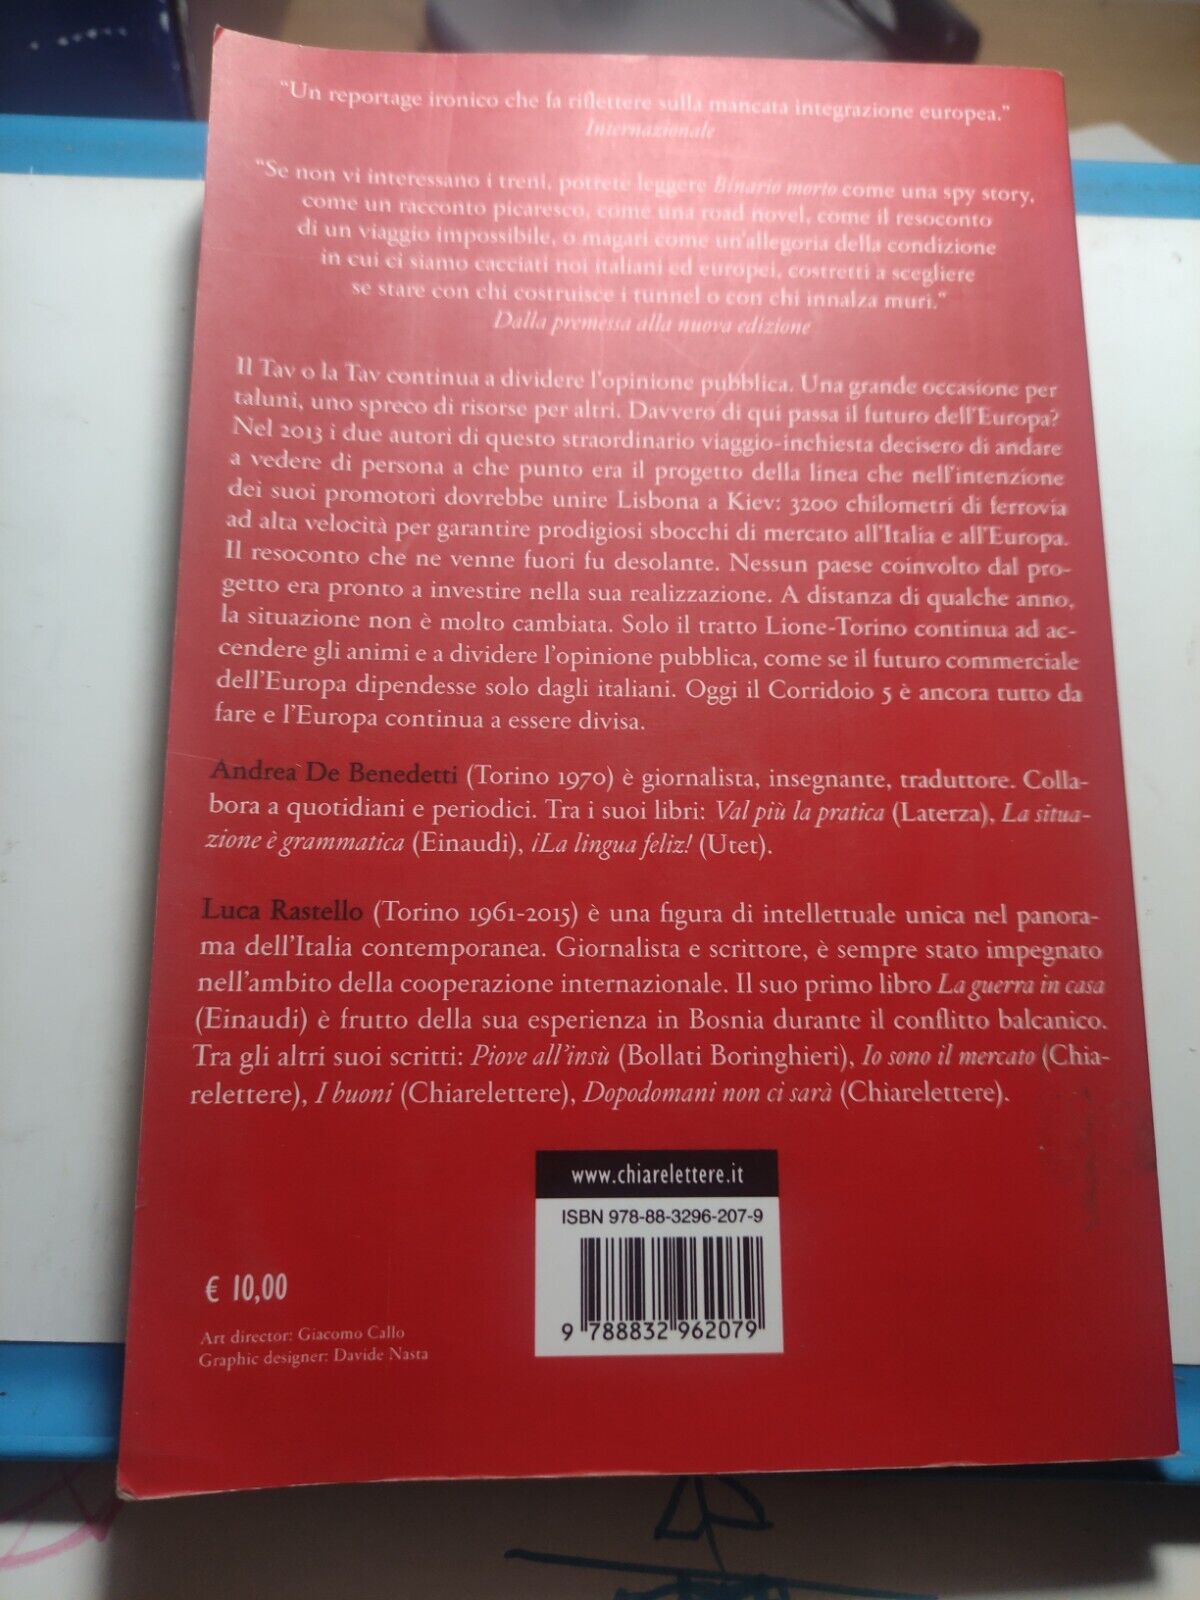 "Un reportage ironico che fa riflettere sulla mancata integrazione europea."
Internazionale
"Se non vi interessano i treni, potrete leggere Binario morto come una spy story,
come un racconto picaresco, come una road novel, come il resoconto
di un viaggio impossibile, o magari come un'allegoria della condizione
in cui ci siamo cacciati noi italiani ed europei, costretti a scegliere
se stare con chi costruisce i tunnel o con chi innalza muri."
Dalla premessa alla nuova edizione
Il Tav o la Tav continua a dividere l'opinione pubblica. Una grande occasione per
taluni, uno spreco di risorse per altri. Davvero di qui passa il futuro dell'Europa?
Nel 2013 i due autori di questo straordinario viaggio-inchiesta decisero di andare
a vedere di persona a che punto era il progetto della linea che nell'intenzione
dei suoi promotori dovrebbe unire Lisbona a Kiev: 3200 chilometri di ferrovia
ad alta velocità per garantire prodigiosi sbocchi di mercato all'Italia e all'Europa.
Il resoconto che ne venne fuori fu desolante. Nessun paese coinvolto dal pro-
getto era pronto a investire nella sua realizzazione. A distanza di qualche anno,
la situazione non è molto cambiata. Solo il tratto Lione-Torino continua ad ac-
cendere gli animi e a dividere l'opinione pubblica, come se il futuro commerciale
dell'Europa dipendesse solo dagli italiani. Oggi il Corridoio 5 è ancora tutto da
fare e l'Europa continua a essere divisa.
Andrea De Benedetti (Torino 1970) è giornalista, insegnante, traduttore. Colla-
bora a quotidiani e periodici. Tra i suoi libri: Val più la pratica (Laterza), La situa-
zione è grammatica (Einaudi), ¡La lingua feliz! (Utet).
Luca Rastello (Torino 1961-2015) è una figura di intellettuale unica nel panora-
ma dell'Italia contemporanea. Giornalista e scrittore, è sempre stato impegnato
nell'ambito della cooperazione internazionale. Il suo primo libro La guerra in casa
(Einaudi) è frutto della sua esperienza in Bosnia durante il conflitto balcanico.
Tra gli altri suoi scritti: Piove all'insù (Bollati Boringhieri), Io sono il mercato (Chia-
relettere), I buoni (Chiarelettere), Dopodomani non ci sarà (Chiarelettere).
www.chiarelettere.it
ISBN 978-88-3296-207-9
€ 10,00
9 788832 962079
Art director: Giacomo Callo
Graphic designer: Davide Nasta